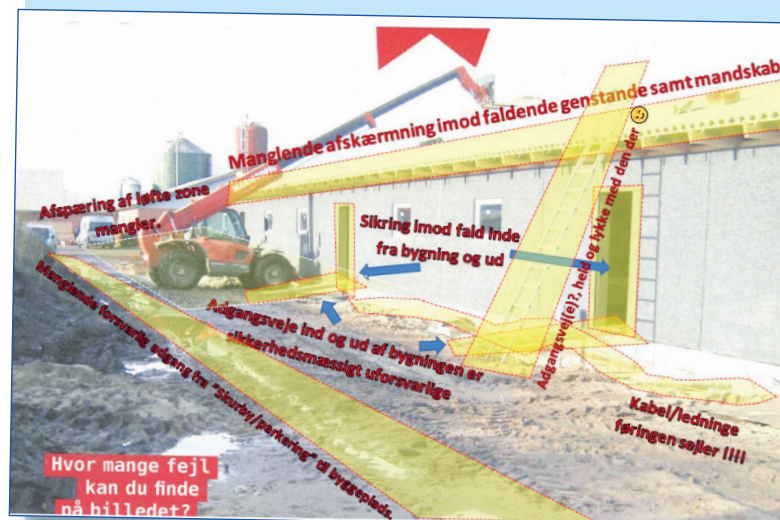 Manglende afskærmning imod faldende genstande samt mandskab
Afspæring af løfte zone
mangler.
Sikring imod fald inde
fra bygning og ud
Adgangsvej(e)?, held og lykke med den der
Manglende forsvarlig adgang fra "Skurby/parkering" til byggeplads.
Adgangsveje ind og ud af bygningen er
sikkerhedsmæssigt uforsvarlige
Kabel/ledninge
føringen sejler !!!!
Hvor mange fejl
kan du finde
på billedet?